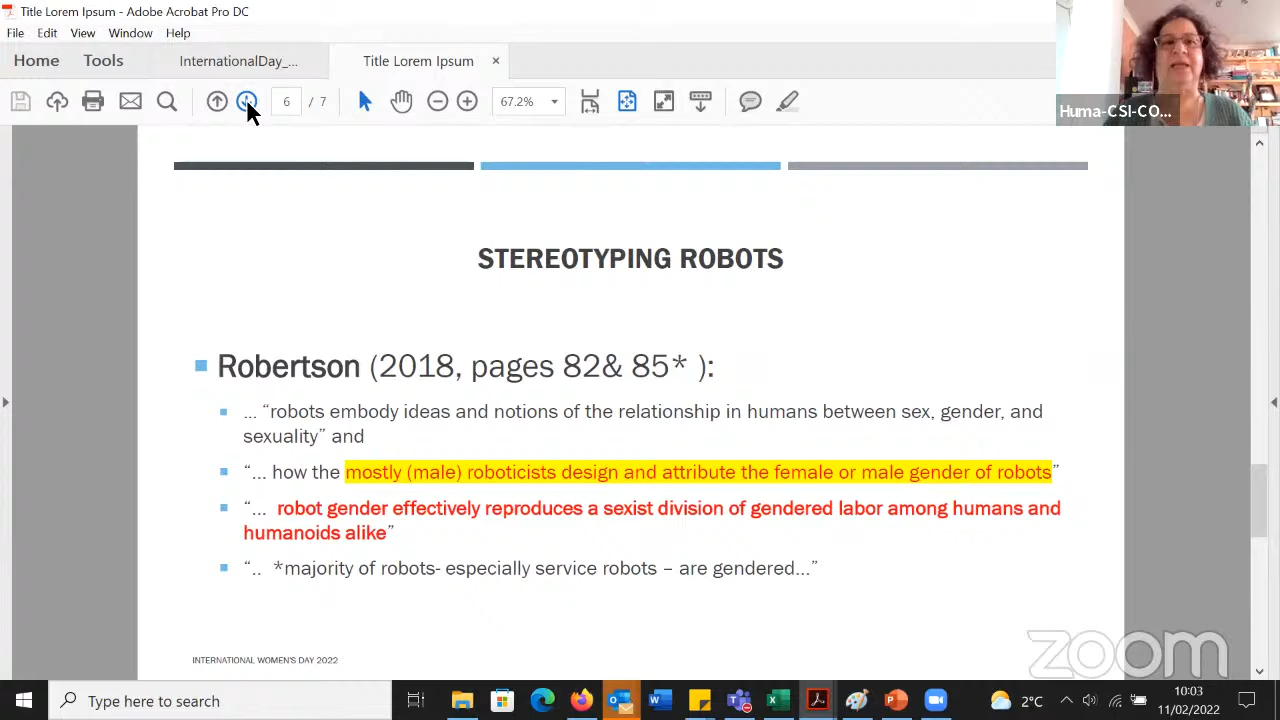 Title Lorem Ipsum - Adobe Acrobat Pro DC
File Edit View Window Help
Home Tools InternationalDay_... Title Lorem Ipsum ×
6 / 7 67.2%
Huma-CSI-CO...
STEREOTYPING ROBOTS
Robertson (2018, pages 82& 85* ):
... “robots embody ideas and notions of the relationship in humans between sex, gender, and
sexuality” and
“... how the mostly (male) roboticists design and attribute the female or male gender of robots”
“... robot gender effectively reproduces a sexist division of gendered labor among humans and
humanoids alike”
“.. *majority of robots- especially service robots – are gendered...”
INTERNATIONAL WOMEN'S DAY 2022
zoom
Type here to search
2°C
10:03
11/02/2022